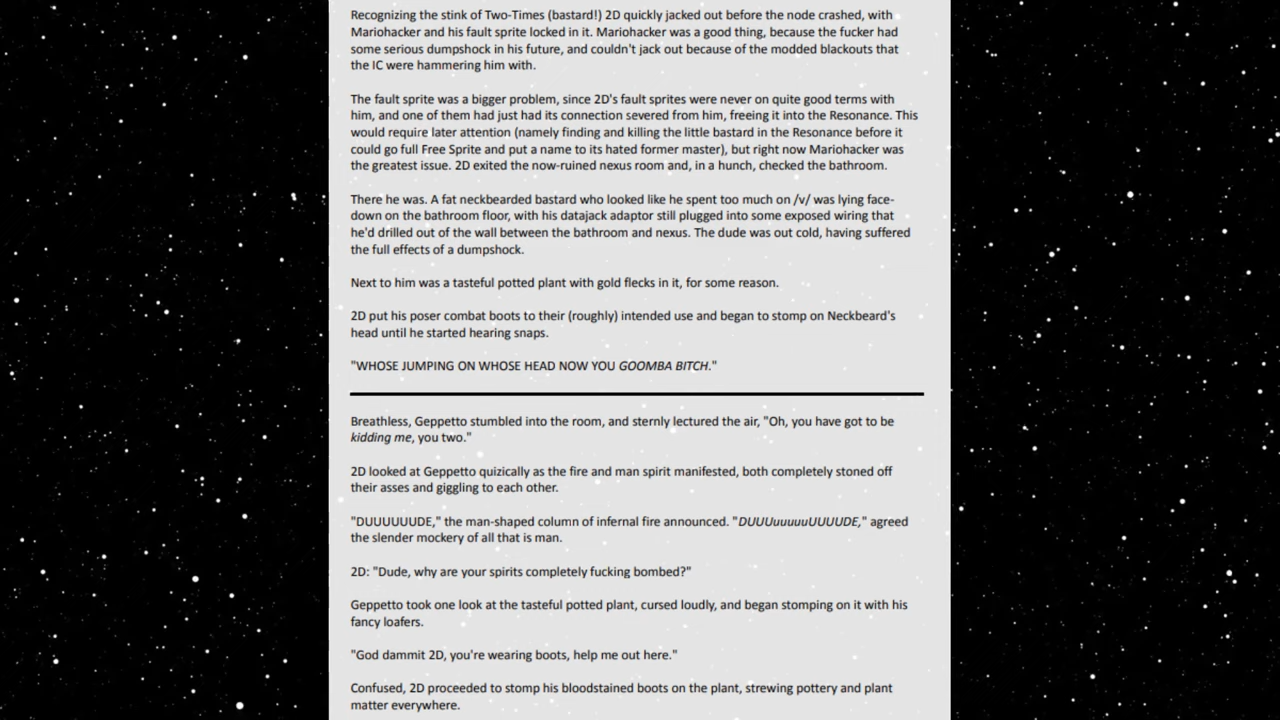 Recognizing the stink of Two-Times (bastard!) 2D quickly jacked out before the node crashed, with
Mariohacker and his fault sprite locked in it. Mariohacker was a good thing, because the fucker had
some serious dumpshock in his future, and couldn't jack out because of the modded blackouts that
the IC were hammering him with.
The fault sprite was a bigger problem, since 2D's fault sprites were never on quite good terms with
him, and one of them had just had its connection severed from him, freeing it into the Resonance. This
would require later attention (namely finding and killing the little bastard in the Resonance before it
could go full Free Sprite and put a name to its hated former master), but right now Mariohacker was
the greatest issue. 2D exited the now-ruined nexus room and, in a hunch, checked the bathroom.
There he was. A fat neckbearded bastard who looked like he spent too much on /v/ was lying face-
down on the bathroom floor, with his datajack adaptor still plugged into some exposed wiring that
he'd drilled out of the wall between the bathroom and nexus. The dude was out cold, having suffered
the full effects of a dumpshock.
Next to him was a tasteful potted plant with gold flecks in it, for some reason.
2D put his poser combat boots to their (roughly) intended use and began to stomp on Neckbeard's
head until he started hearing snaps.
"WHOSE JUMPING ON WHOSE HEAD NOW YOU GOOMBA BITCH."
Breathless, Geppetto stumbled into the room, and sternly lectured the air, "Oh, you have got to be
kidding me, you two."
2D looked at Geppetto quizically as the fire and man spirit manifested, both completely stoned off
their asses and giggling to each other.
"DUUUUUUDE," the man-shaped column of infernal fire announced. "DUUUuuuuuUUUUDE," agreed
the slender mockery of all that is man.
2D: "Dude, why are your spirits completely fucking bombed?"
Geppetto took one look at the tasteful potted plant, cursed loudly, and began stomping on it with his
fancy loafers.
"God dammit 2D, you're wearing boots, help me out here."
Confused, 2D proceeded to stomp his bloodstained boots on the plant, strewing pottery and plant
matter everywhere.